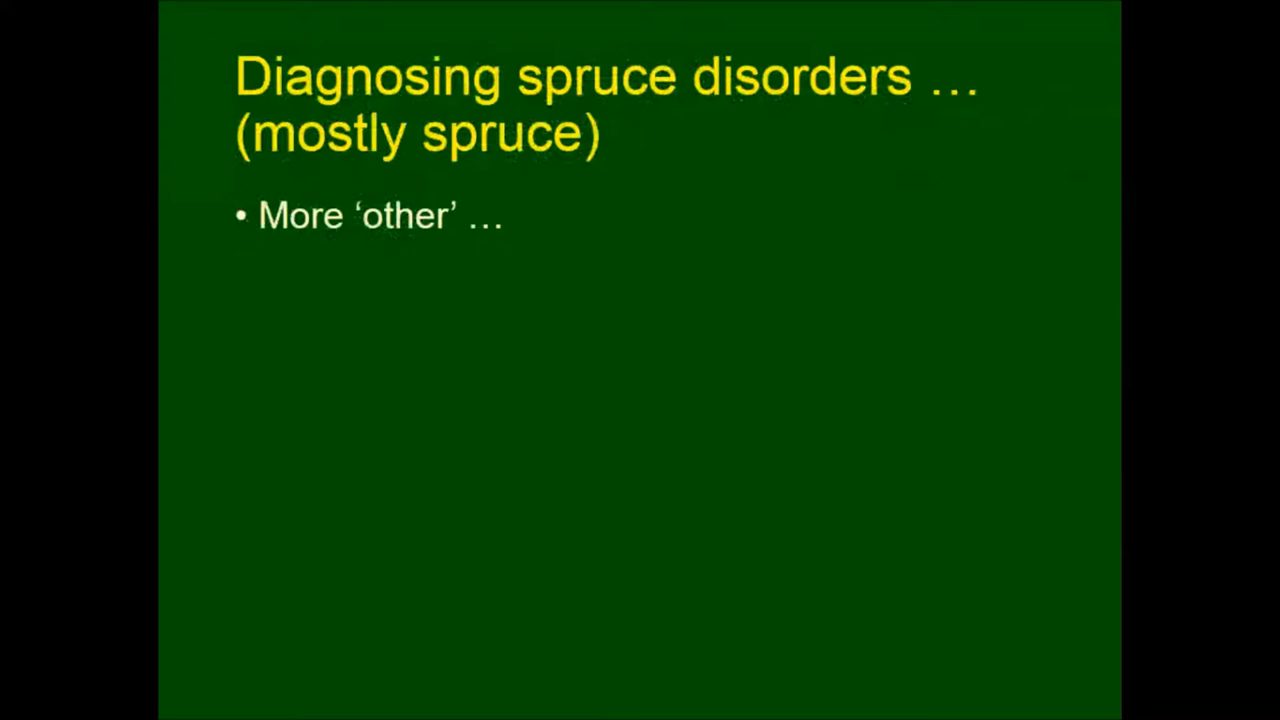 Diagnosing spruce disorders …
(mostly spruce)
• More ‘other’ …